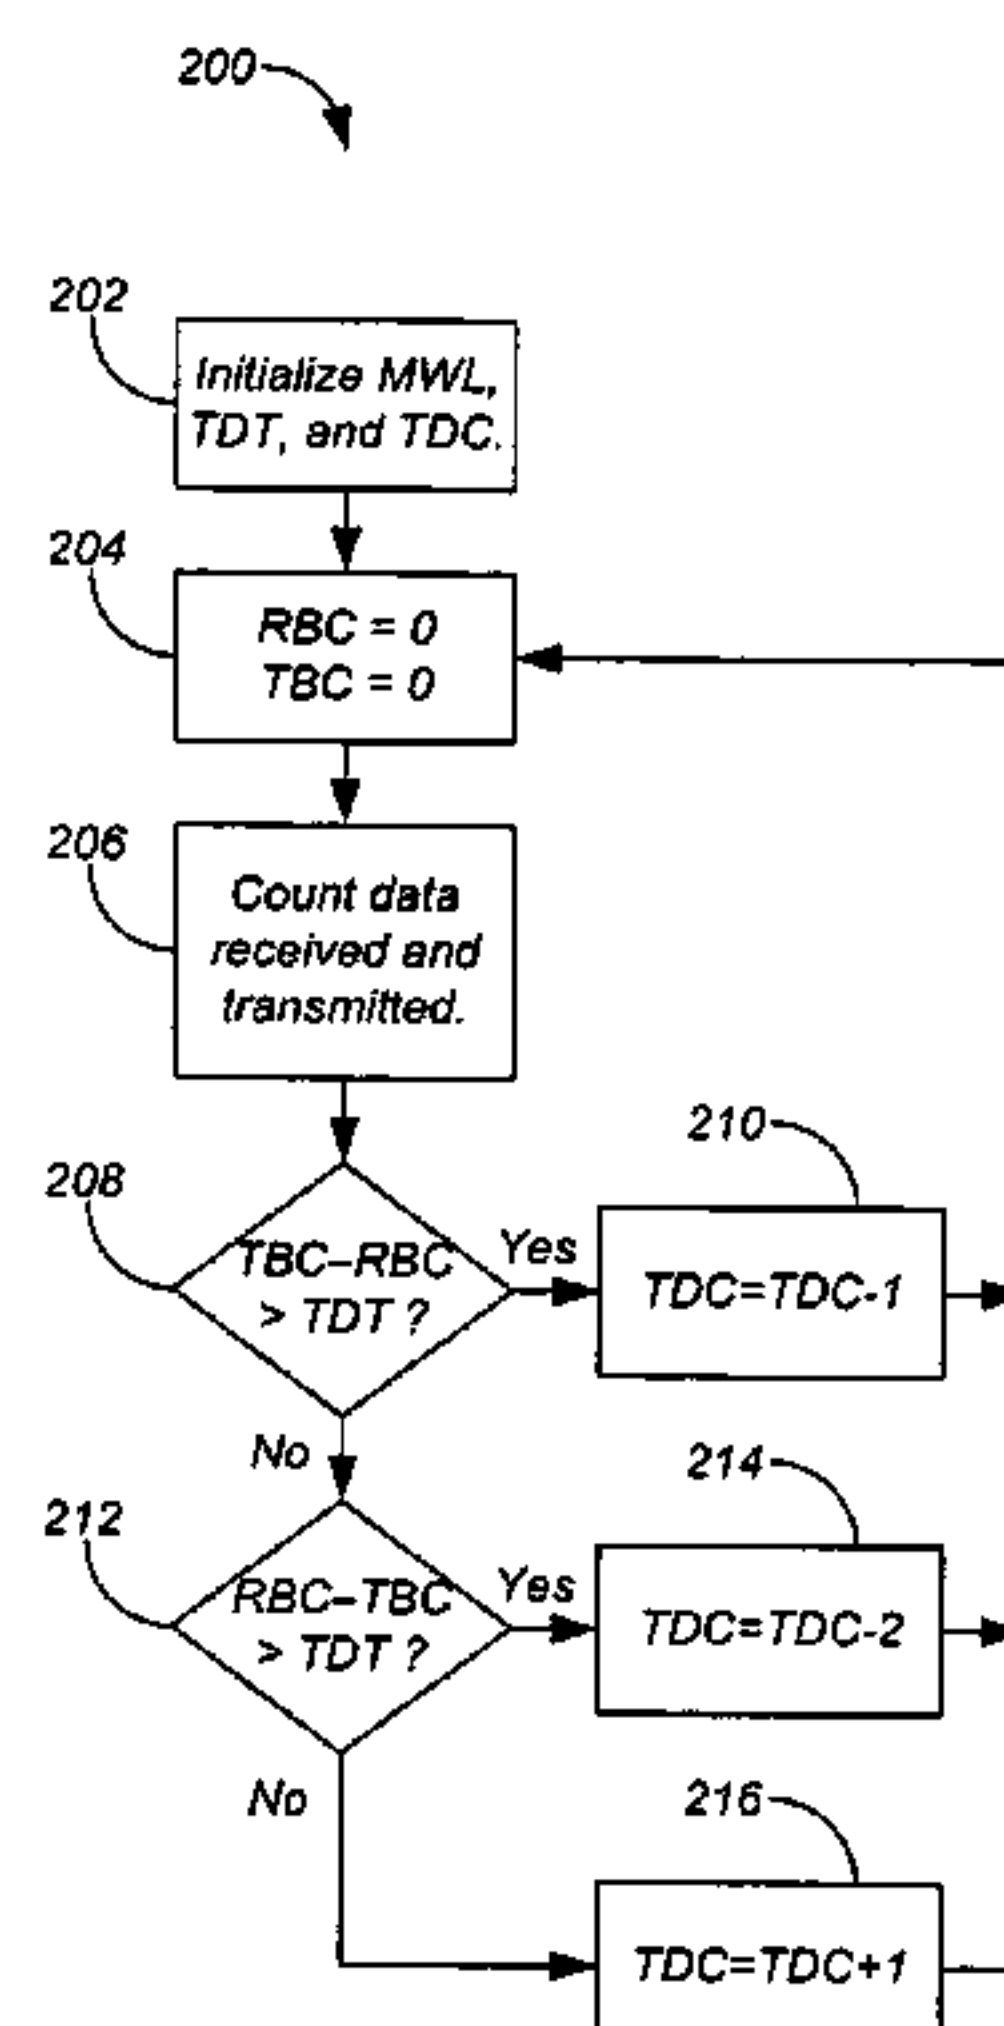 200
202
Initialize MWL,
TDT, and TDC.
204
RBC = 0
TBC = 0
206
Count data
received and
transmitted.
208
TBC–RBC
> TDT ?
Yes
210
TDC=TDC-1
No
212
RBC–TBC
> TDT ?
Yes
214
TDC=TDC-2
No
216
TDC=TDC+1